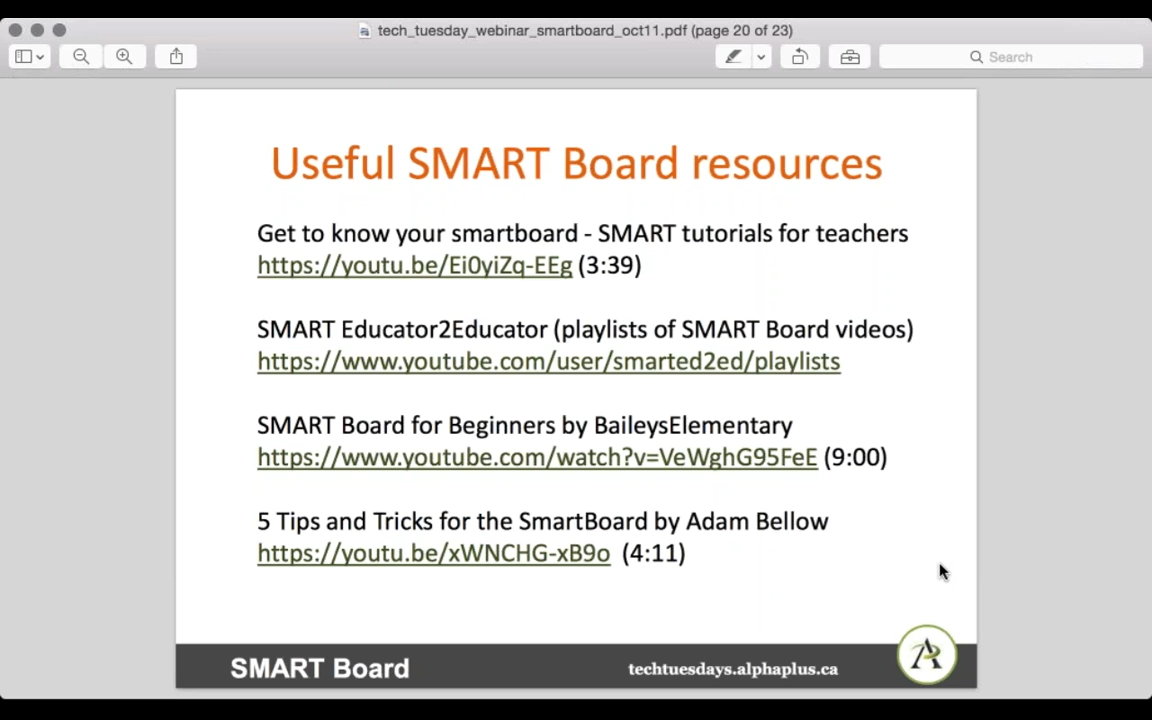 tech_tuesday_webinar_smartboard_oct11.pdf (page 20 of 23)
Search
Useful SMART Board resources
Get to know your smartboard - SMART tutorials for teachers
https://youtu.be/Ei0yiZq-EEg (3:39)
SMART Educator2Educator (playlists of SMART Board videos)
https://www.youtube.com/user/smarted2ed/playlists
SMART Board for Beginners by BaileysElementary
https://www.youtube.com/watch?v=VeWghG95FeE (9:00)
5 Tips and Tricks for the SmartBoard by Adam Bellow
https://youtu.be/xWNCHG-xB9o (4:11)
SMART Board
techtuesdays.alphaplus.ca